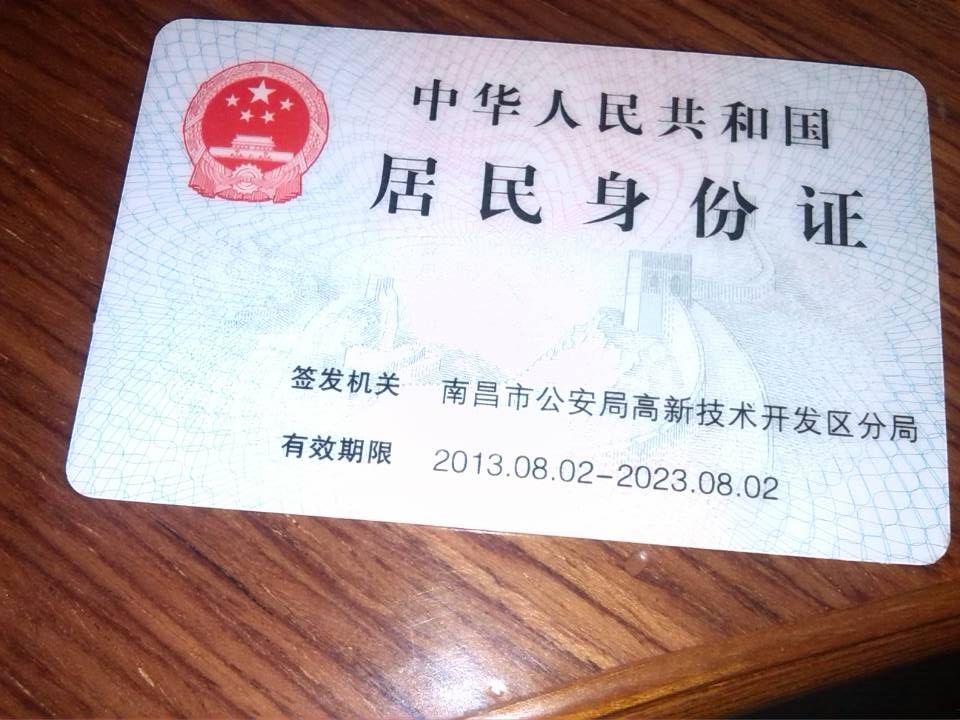 中华人民共和国
居民身份证
签发机关 南昌市公安局高新技术开发区分局
有效期限 2013.08.02-2023.08.02